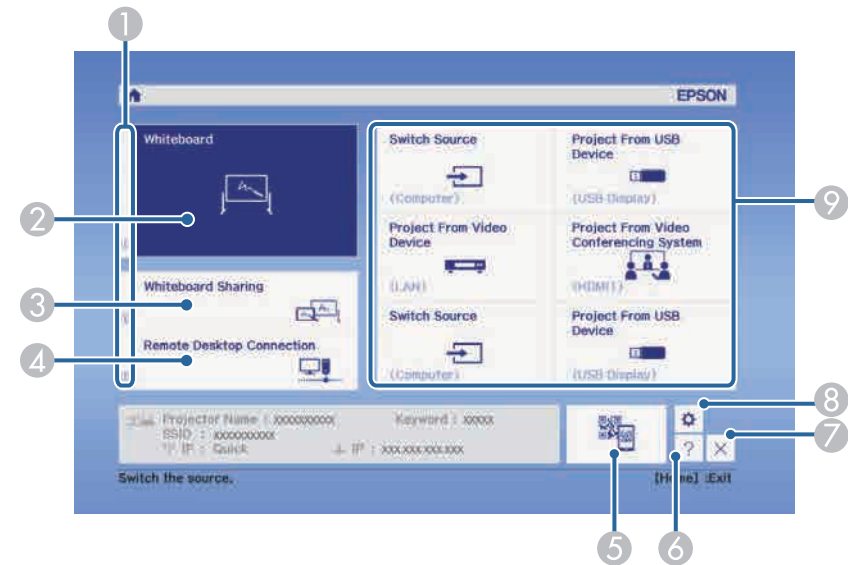 1
EPSON
Whiteboard
Switch Source
(Computer)
Project From USB
Device
(USB Display)
2
9
Project From Video
Device
(LAN)
Project From Video
Conferencing System
(HDMI1)
Whiteboard Sharing
3
Switch Source
(Computer)
Project From USB
Device
(USB Display)
Remote Desktop Connection
4
Projector Name : xxxxxxxxxx
Keyword : xxxxx
SSID : xxxxxxxxxx
IP : Quick
IP : xxx.xxx.xxx.xxx
8
?
7
Switch the source.
[Home] :Exit
5
6